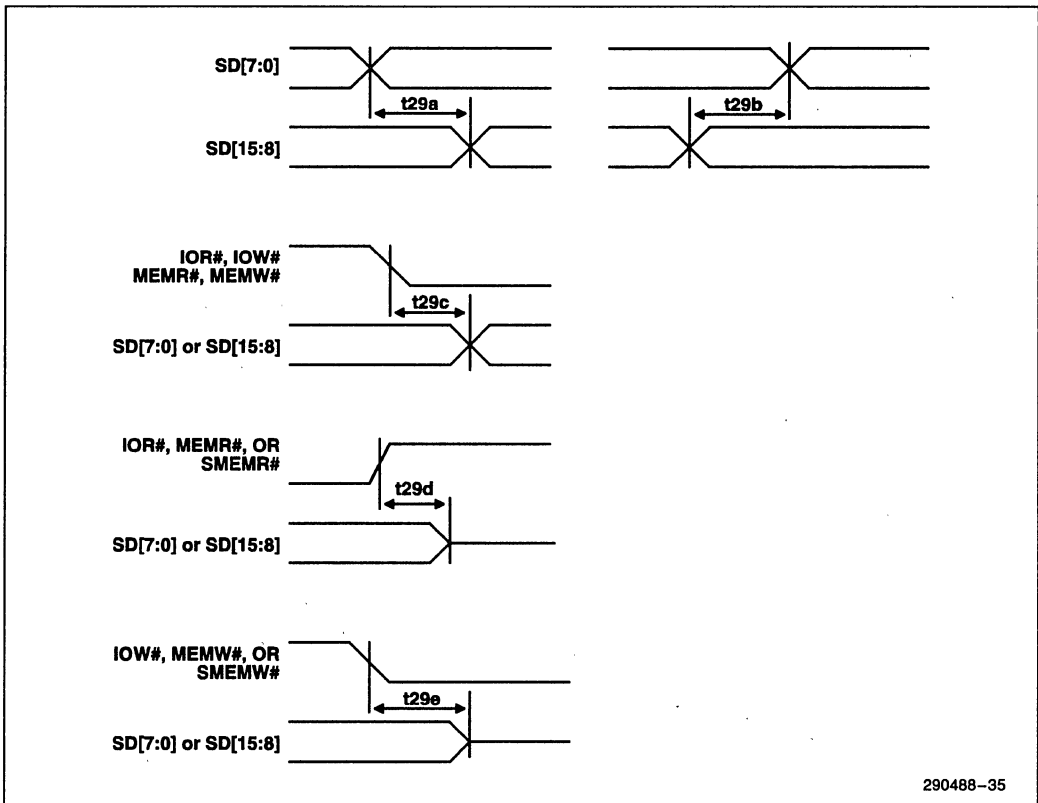 SD[7:0]
t29a
t29b
SD[15:8]
IOR#, IOW#
MEMR#, MEMW#
t29c
SD[7:0] or SD[15:8]
IOR#, MEMR#, OR
SMEMR#
t29d
SD[7:0] or SD[15:8]
IOW#, MEMW#, OR
SMEMW#
t29e
SD[7:0] or SD[15:8]
290488-35